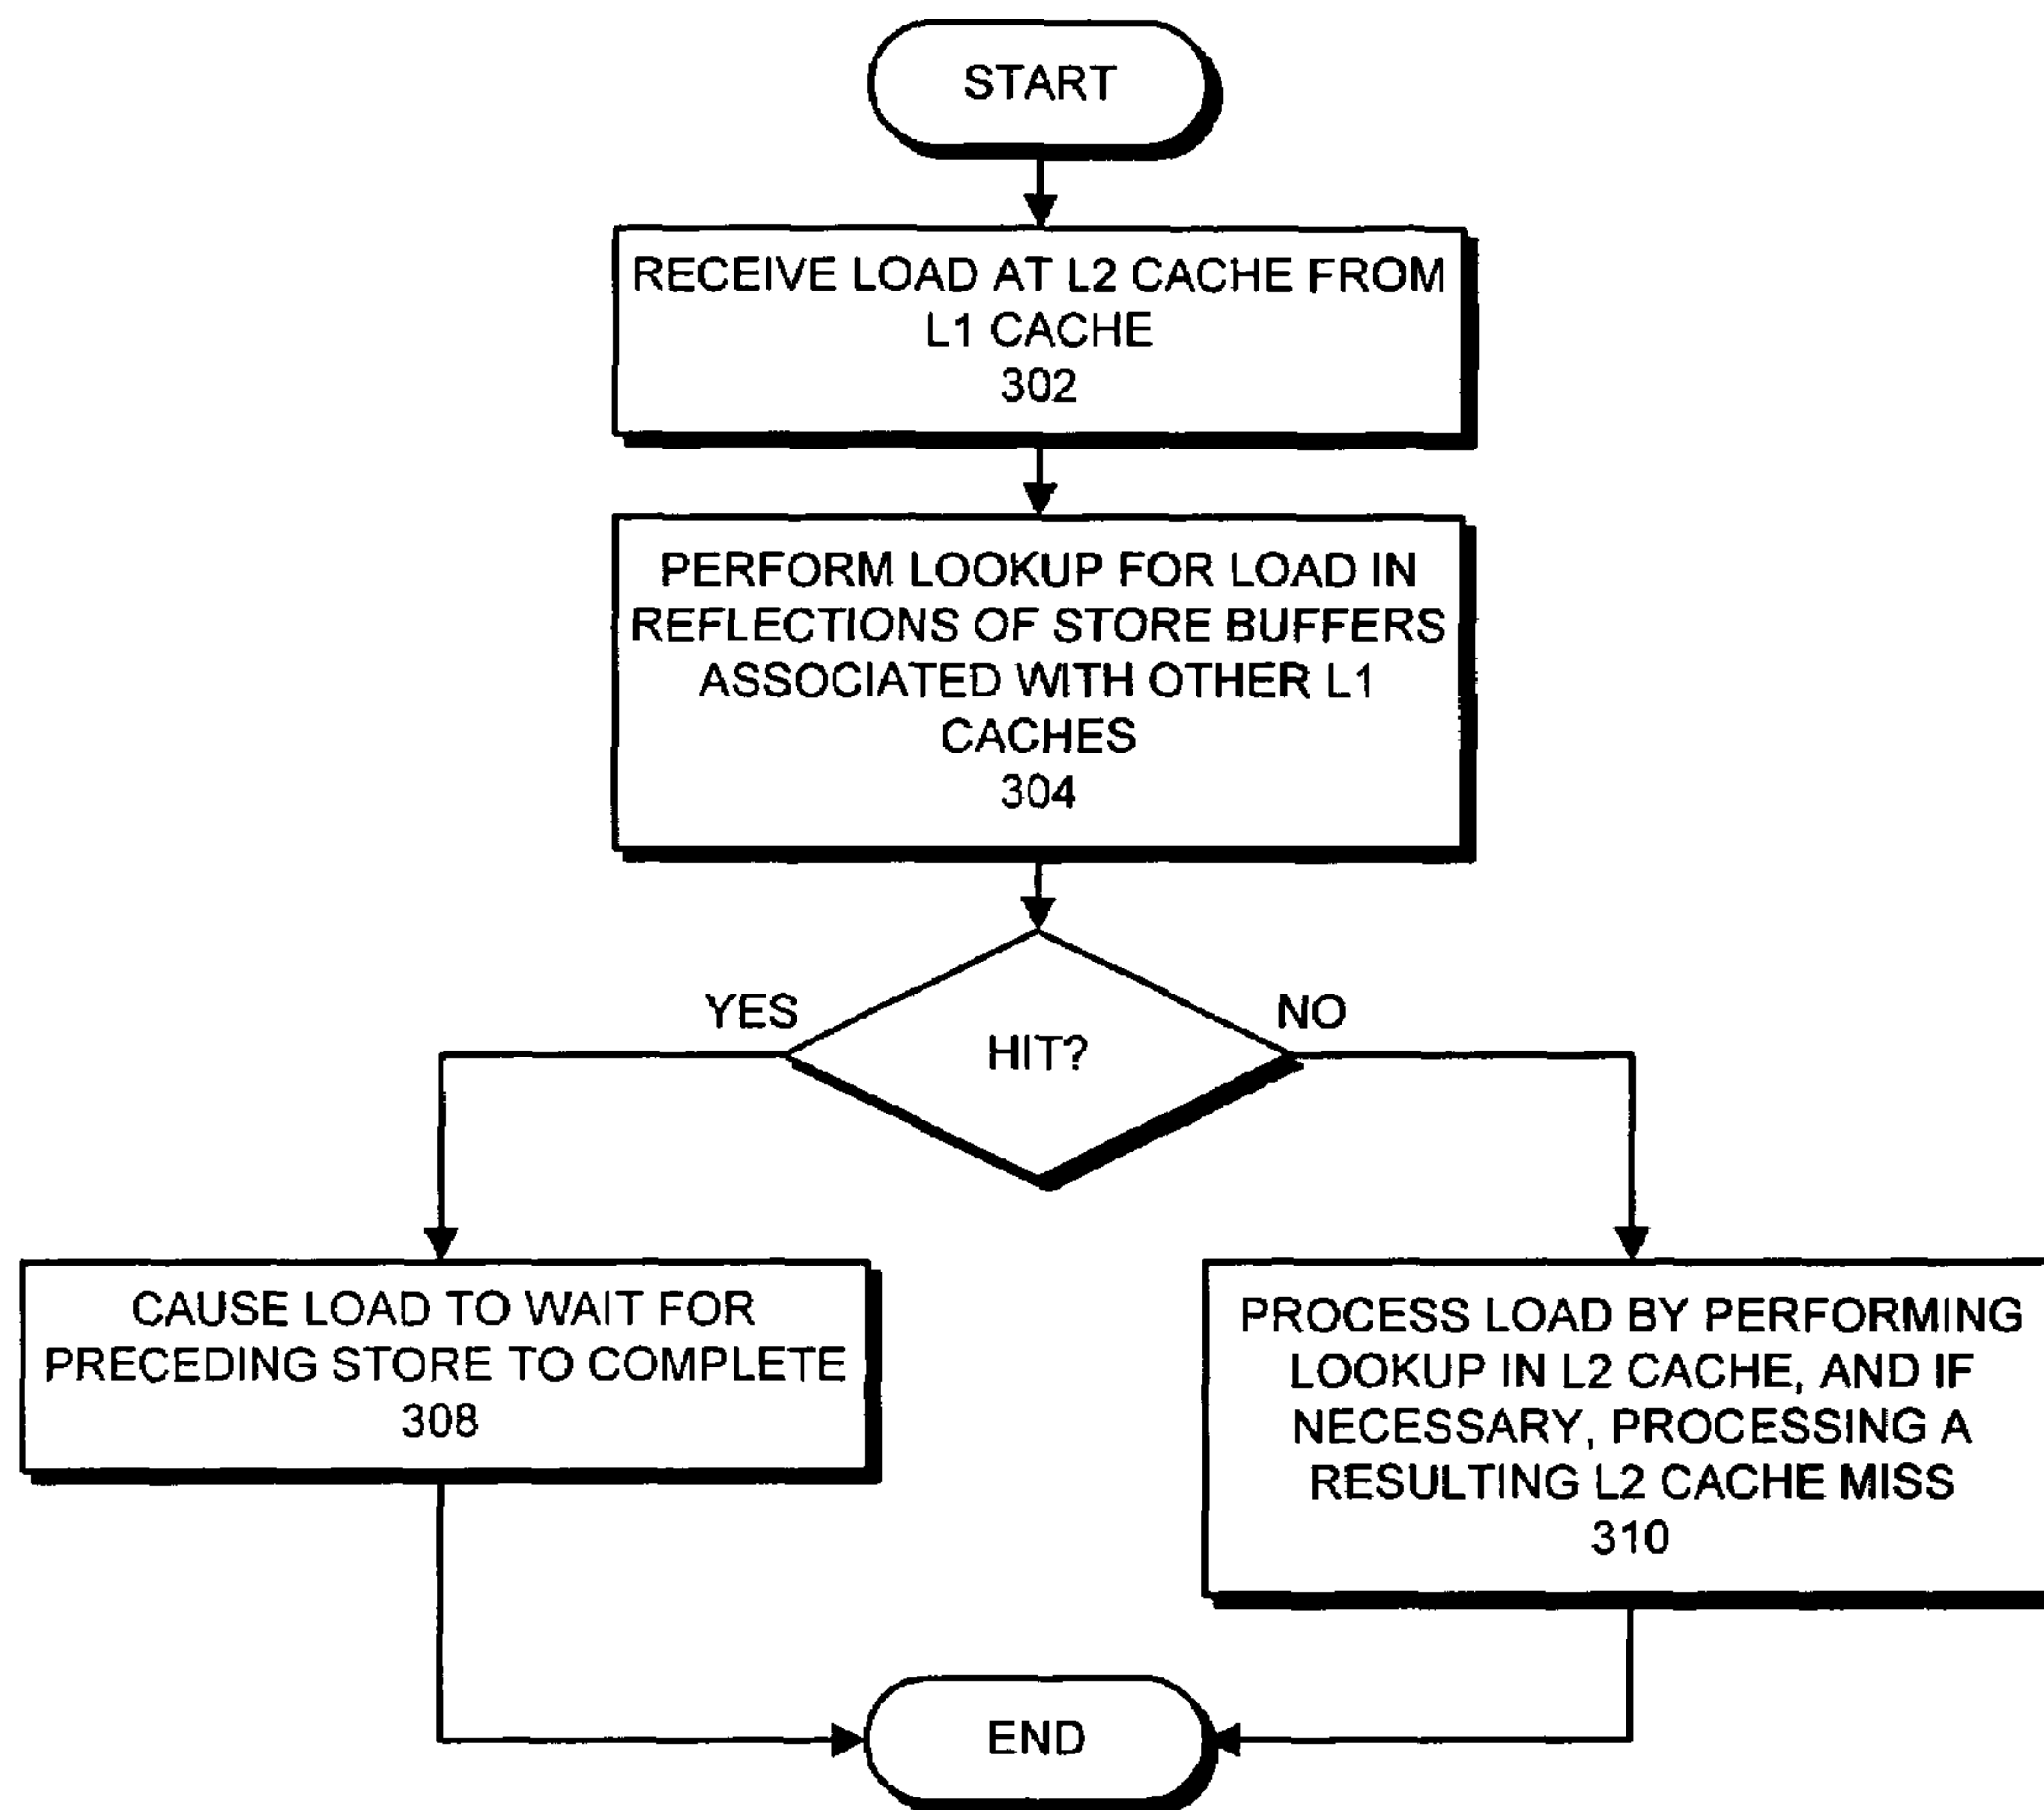 START
RECEIVE LOAD AT L2 CACHE FROM
L1 CACHE
302
PERFORM LOOKUP FOR LOAD IN
REFLECTIONS OF STORE BUFFERS
ASSOCIATED WITH OTHER L1
CACHES
304
YES
HIT?
NO
CAUSE LOAD TO WAIT FOR
PRECEDING STORE TO COMPLETE
308
PROCESS LOAD BY PERFORMING
LOOKUP IN L2 CACHE, AND IF
NECESSARY, PROCESSING A
RESULTING L2 CACHE MISS
310
END